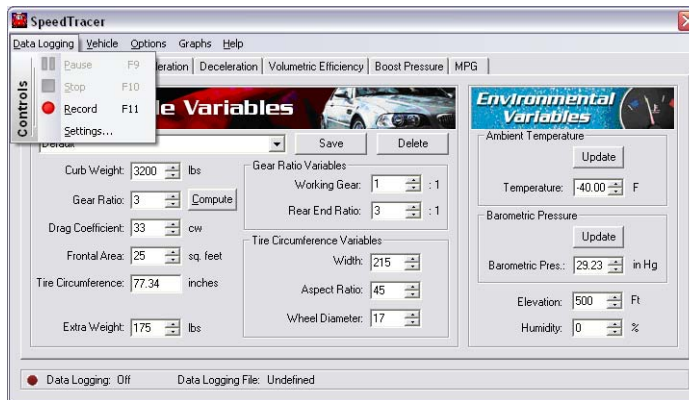 SpeedTracer
Data Logging Vehicle Options Graphs Help
Controls
Pause F9
Stop F10
Record F11
Settings...
eration Deceleration Volumetric Efficiency Boost Pressure MPG
e Variables
Default Save Delete
Curb Weight: 3200 lbs
Gear Ratio: 3 Compute
Drag Coefficient: 33 cw
Frontal Area: 25 sq. feet
Tire Circumference: 77.34 inches
Extra Weight: 175 lbs
Gear Ratio Variables
Working Gear: 1 : 1
Rear End Ratio: 3 : 1
Tire Circumference Variables
Width: 215
Aspect Ratio: 45
Wheel Diameter: 17
Environmental
Variables
Ambient Temperature
Update
Temperature: -40.00 F
Barometric Pressure
Update
Barometric Pres.: 29.23 in Hg
Elevation: 500 Ft
Humidity: 0 %
Data Logging: Off Data Logging File: Undefined